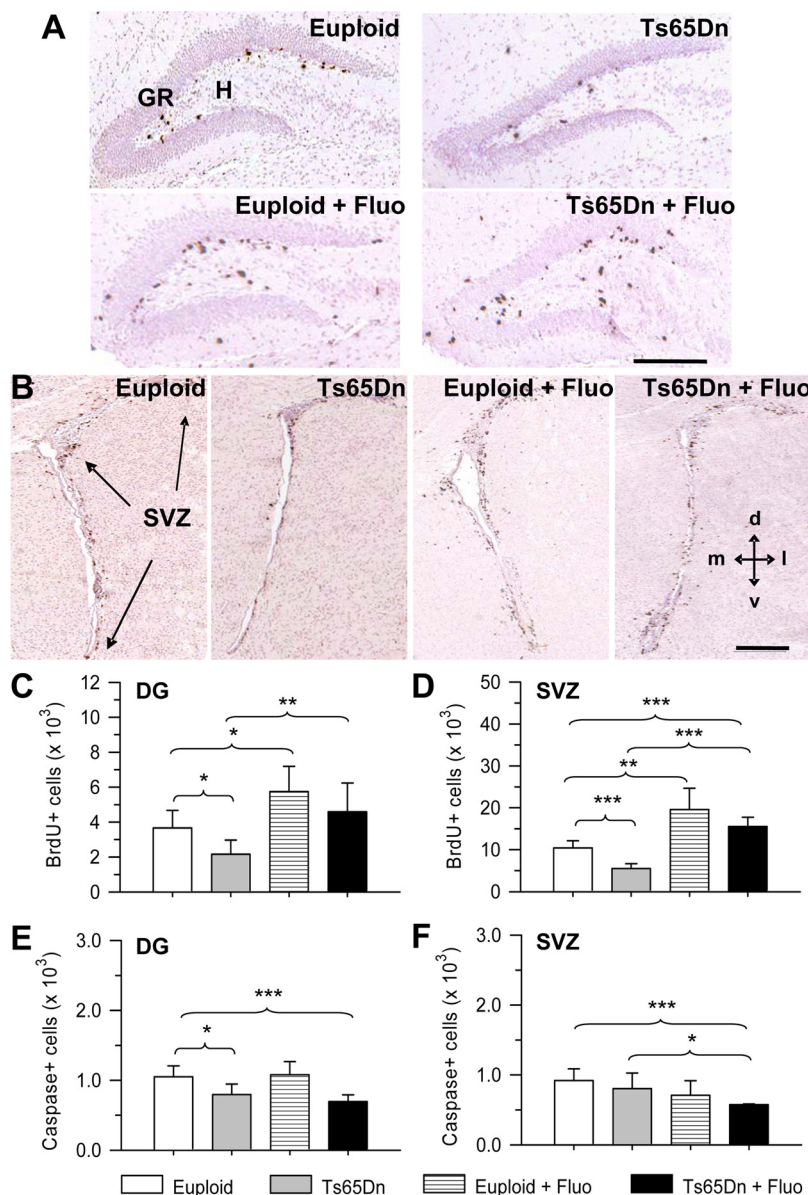 A
Euploid
Ts65Dn
GR
H
Euploid + Fluo
Ts65Dn + Fluo
B
Euploid
Ts65Dn
Euploid + Fluo
Ts65Dn + Fluo
SVZ
d
m
l
v
C
DG
BrdU+ cells (x 10³)
12
10
8
6
4
2
0
*
*
**
D
SVZ
BrdU+ cells (x 10³)
50
40
30
20
10
0
***
**
***
***
E
DG
Caspase+ cells (x 10³)
3.0
2.0
1.0
0.0
*
***
F
SVZ
Caspase+ cells (x 10³)
3.0
2.0
1.0
0.0
***
*
Euploid
Ts65Dn
Euploid + Fluo
Ts65Dn + Fluo